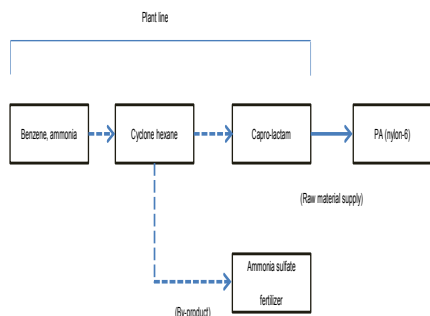 Plant line
Benzene, ammonia
Cyclone hexane
Capro-lactam
PA (nylon-6)
(Raw material supply)
Ammonia sulfate
fertilizer
(By-product)